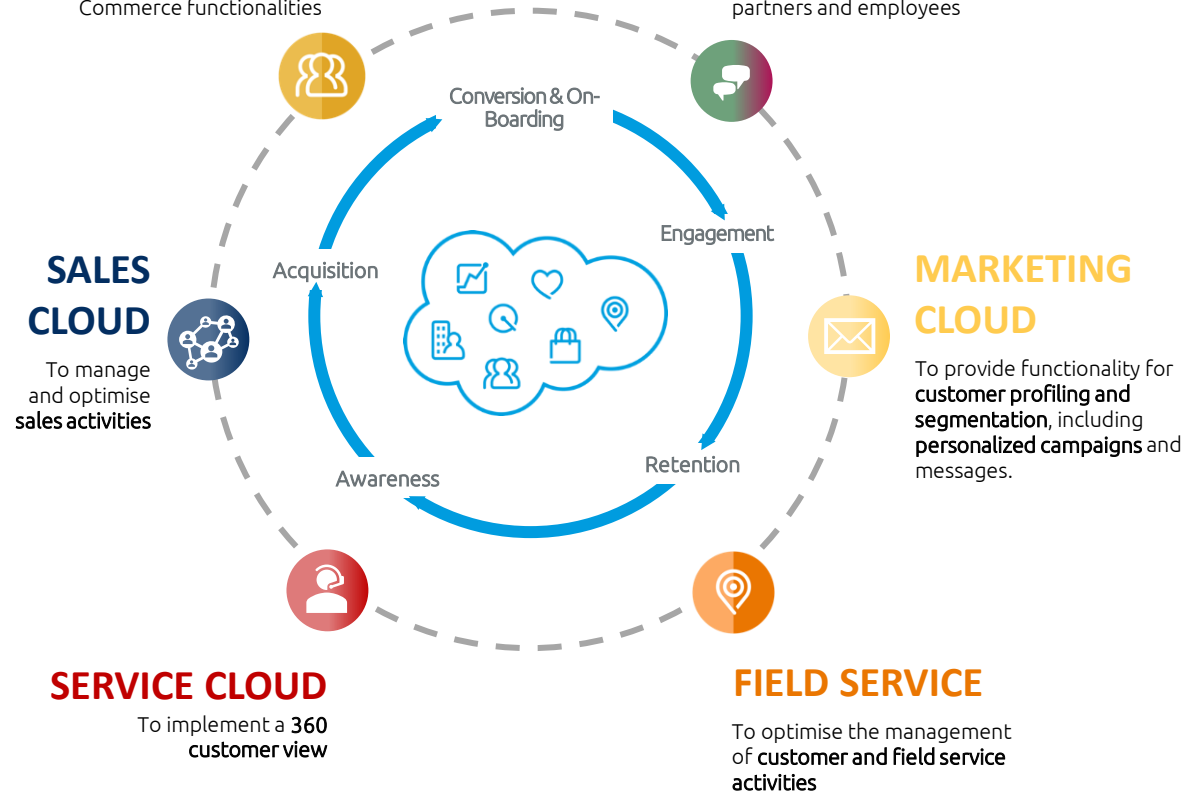 Commerce functionalities
partners and employees
Conversion & On-
Boarding
Engagement
Acquisition
Awareness
Retention
SALES
CLOUD
To manage
and optimise
sales activities
MARKETING
CLOUD
To provide functionality for
customer profiling and
segmentation, including
personalized campaigns and
messages.
SERVICE CLOUD
To implement a 360
customer view
FIELD SERVICE
To optimise the management
of customer and field service
activities